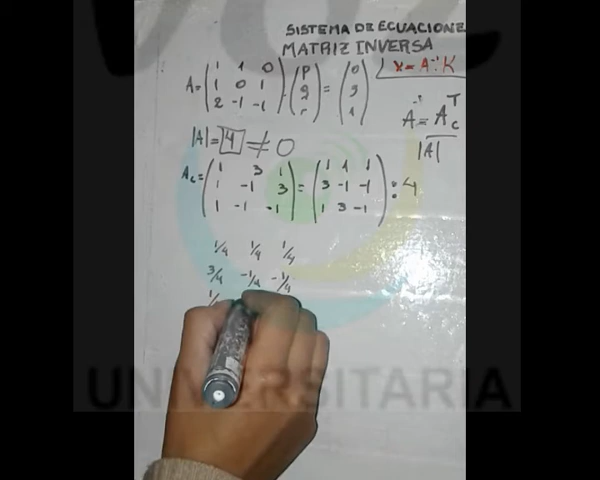 SISTEMA DE ECUACIONE
MATRIZ INVERSA
A = ( 1 1 0 ; 1 0 1 ; 2 -1 -1 ) . ( p ; q ; r ) = ( 0 ; 3 ; 1 )
X = A⁻¹. K
A⁻¹ = A_c^T / |A|
|A| = 4 ≠ 0
A_c = ( 1 3 1 ; 1 -1 3 ; 1 -1 -1 ) = ( 1 1 1 ; 3 -1 -1 ; 1 3 -1 ) : 4
1/4 1/4 1/4
3/4 -1/4 -1/4
1/
UNIVERSITARIA